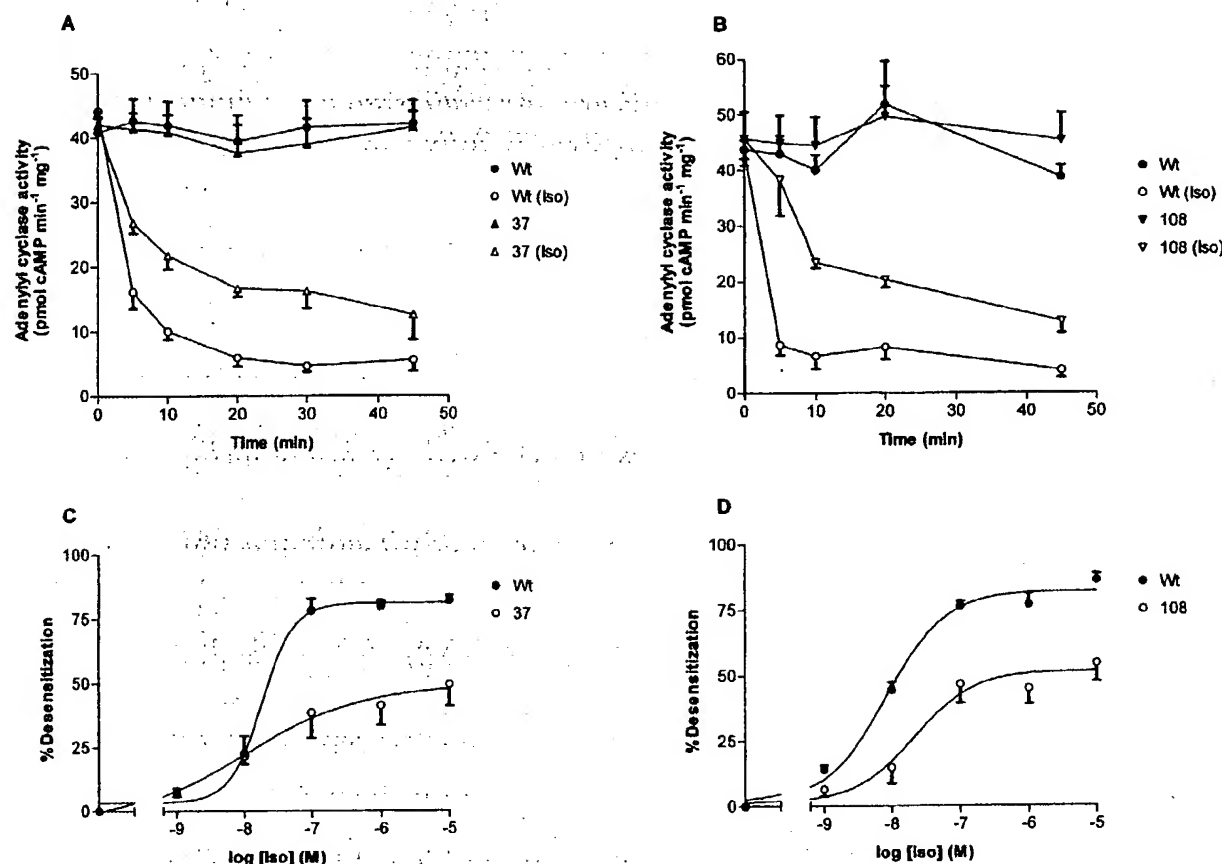 A
Adenylyl cyclase activity
(pmol cAMP min⁻¹ mg⁻¹)
50
40
30
20
10
0
0 10 20 30 40 50
Time (min)
Wt
Wt (Iso)
37
37 (Iso)
B
Adenylyl cyclase activity
(pmol cAMP min⁻¹ mg⁻¹)
60
50
40
30
20
10
0
0 10 20 30 40 50
Time (min)
Wt
Wt (Iso)
108
108 (Iso)
C
%Desensitization
100
75
50
25
0
-9 -8 -7 -6 -5
log [Iso] (M)
Wt
37
D
%Desensitization
100
75
50
25
0
-9 -8 -7 -6 -5
log [Iso] (M)
Wt
108